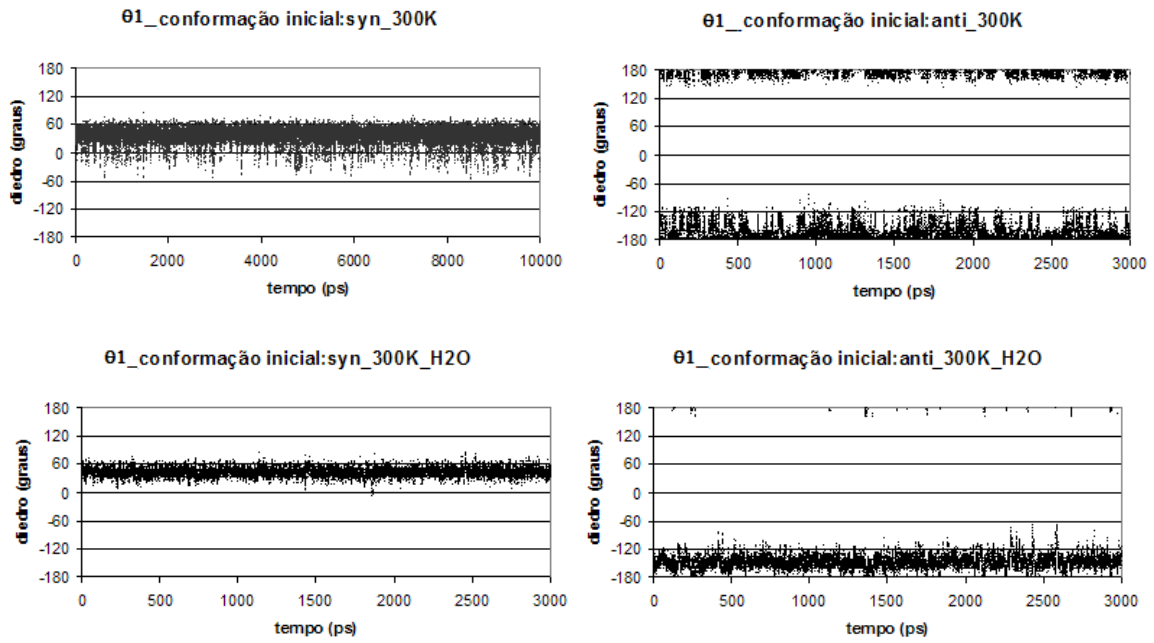 θ1_conformação inicial:syn_300K
180
120
60
0
-60
-120
-180
diedro (graus)
0 2000 4000 6000 8000 10000
tempo (ps)
θ1_conformação inicial:anti_300K
180
120
60
0
-60
-120
-180
diedro (graus)
0 500 1000 1500 2000 2500 3000
tempo (ps)
θ1_conformação inicial:syn_300K_H2O
180
120
60
0
-60
-120
-180
diedro (graus)
0 500 1000 1500 2000 2500 3000
tempo (ps)
θ1_conformação inicial:anti_300K_H2O
180
120
60
0
-60
-120
-180
diedro (graus)
0 500 1000 1500 2000 2500 3000
tempo (ps)